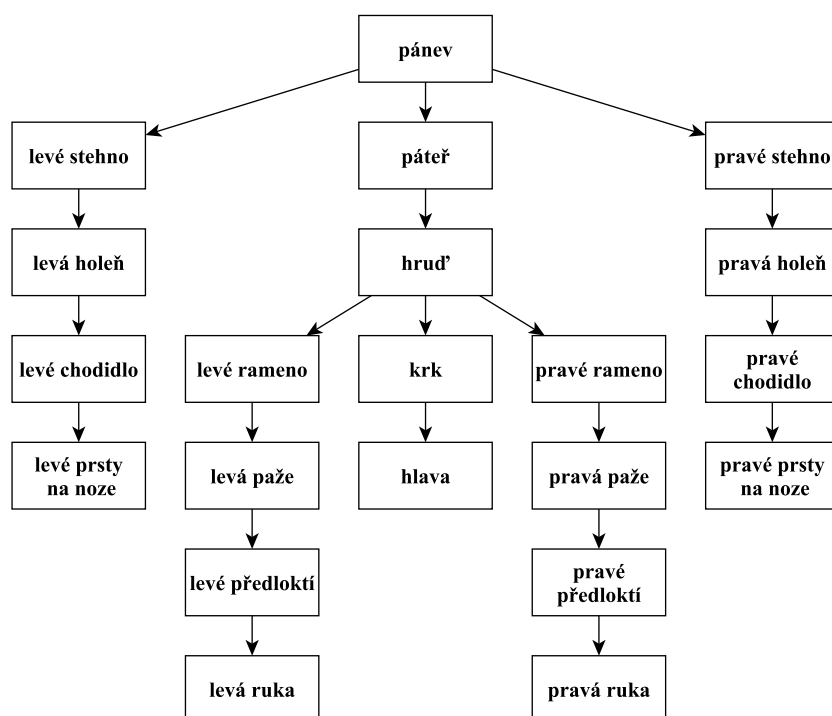 pánev
levé stehno
páteř
pravé stehno
levá holeň
hruď
pravá holeň
levé chodidlo
levé rameno
krk
pravé rameno
pravé
chodidlo
levé prsty
na noze
levá paže
hlava
pravá paže
pravé prsty
na noze
levé předloktí
pravé
předloktí
levá ruka
pravá ruka